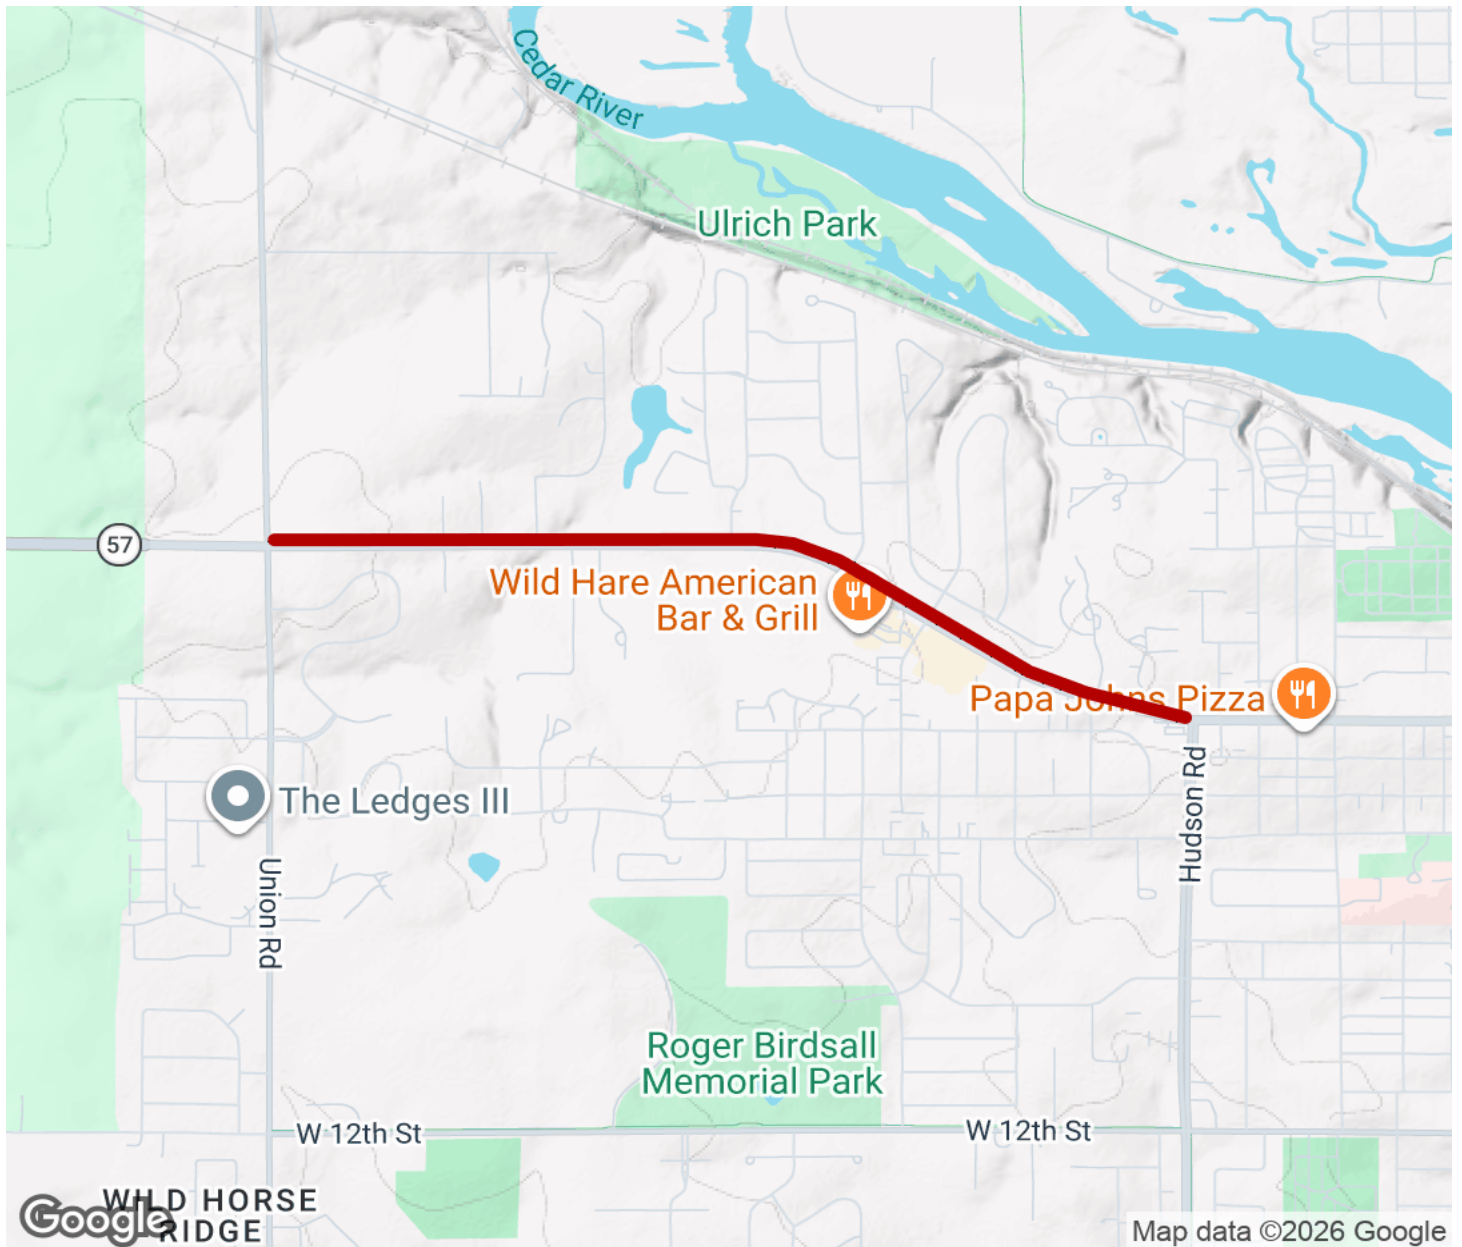 Cedar River
Ulrich Park
57
Wild Hare American
Bar & Grill
Papa Johns Pizza
The Ledges III
Hudson Rd
Union Rd
Roger Birdsall
Memorial Park
W 12th St
W 12th St
WILD HORSE
RIDGE
Google
Map data ©2026 Google